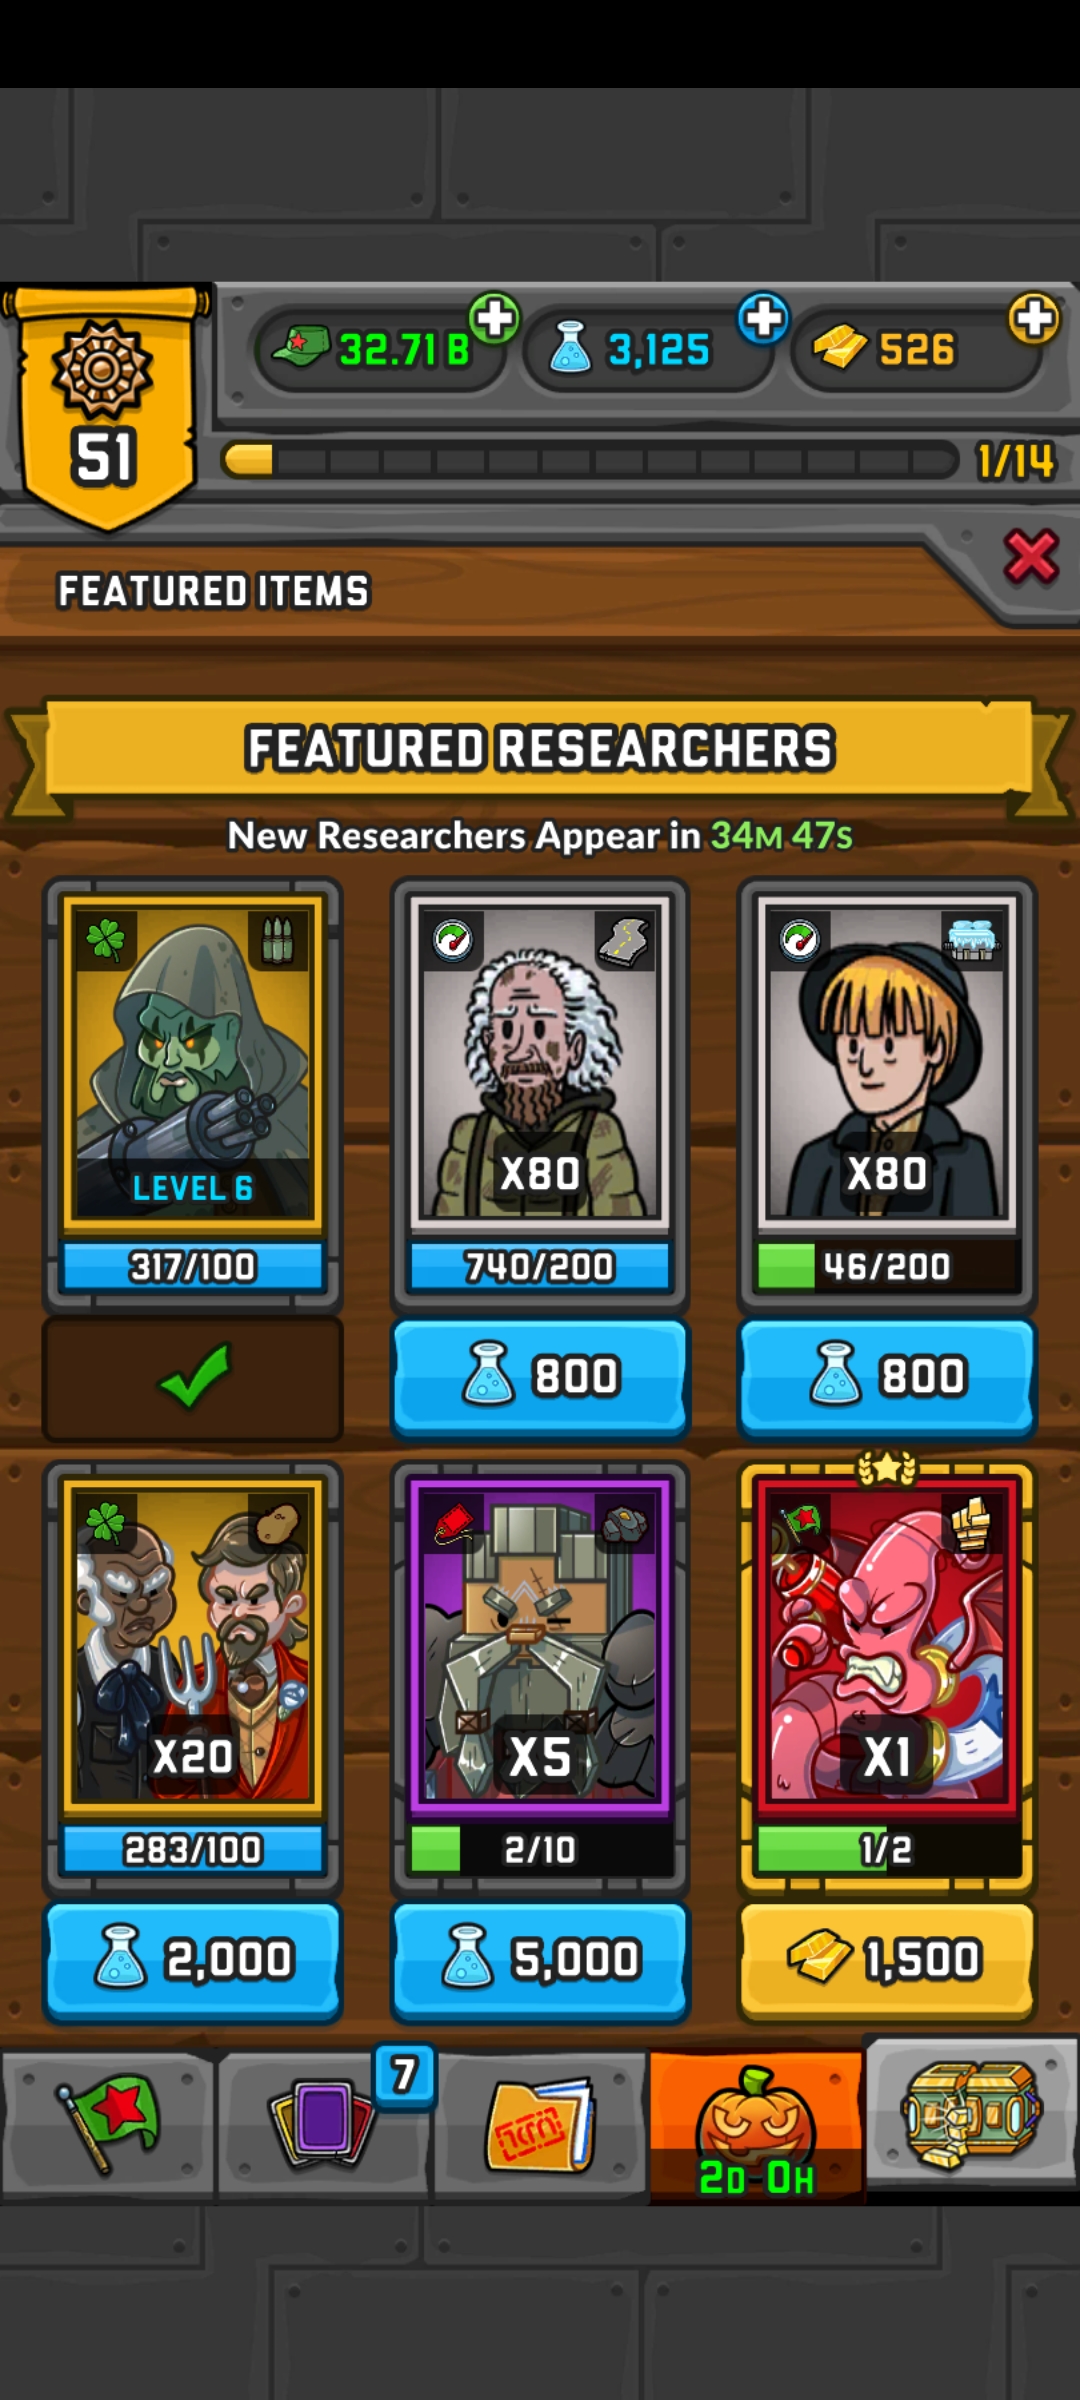 32.71 B
3,125
526
51
1/14
FEATURED ITEMS
FEATURED RESEARCHERS
New Researchers Appear in 34M 47S
LEVEL 6
X80
X80
317/100
740/200
46/200
800
800
X20
X5
X1
283/100
2/10
1/2
2,000
5,000
1,500
7
2D 0H